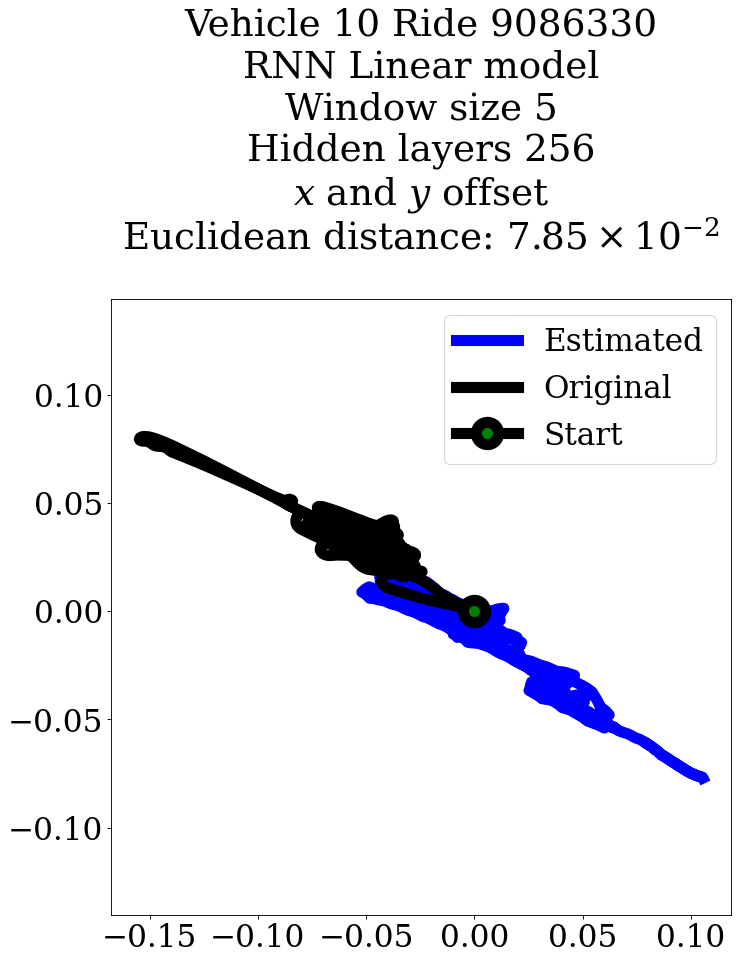 Vehicle 10 Ride 9086330
RNN Linear model
Window size 5
Hidden layers 256
x and y offset
Euclidean distance: 7.85 × 10⁻²
Estimated
Original
Start
0.10
0.05
0.00
−0.05
−0.10
−0.15 −0.10 −0.05 0.00 0.05 0.10